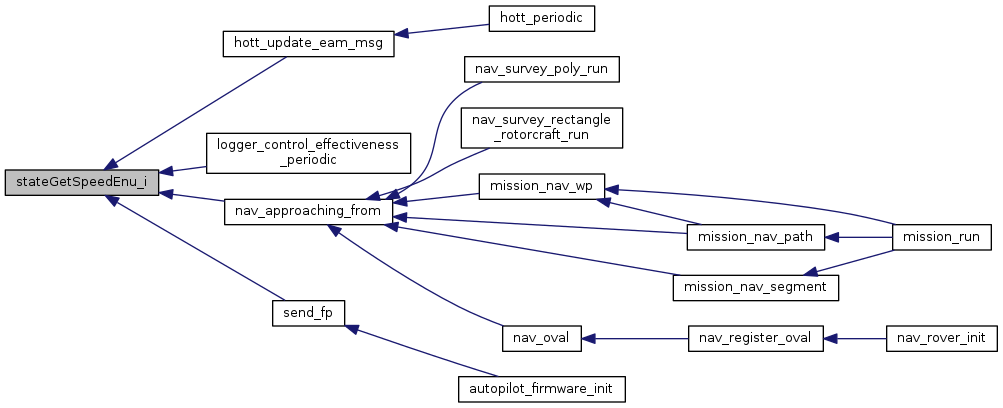 hott_periodic
hott_update_eam_msg
nav_survey_poly_run
nav_survey_rectangle
_rotorcraft_run
logger_control_effectiveness
_periodic
stateGetSpeedEnu_i
mission_nav_wp
nav_approaching_from
mission_nav_path
mission_run
mission_nav_segment
send_fp
nav_oval
nav_register_oval
nav_rover_init
autopilot_firmware_init